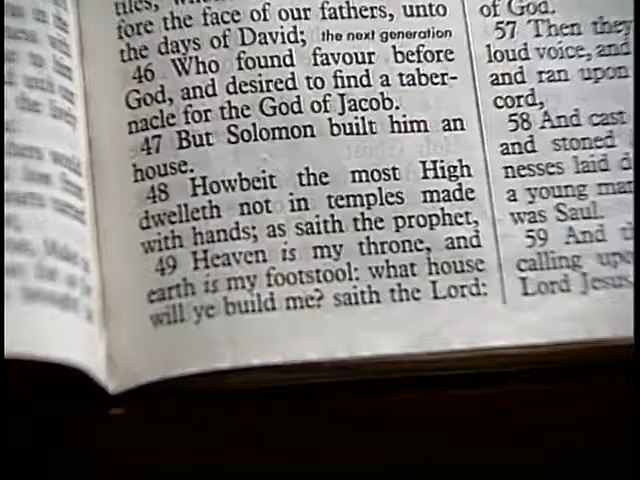 fore the face of our fathers, unto
the days of David; the next generation
46 Who found favour before
God, and desired to find a taber-
nacle for the God of Jacob.
47 But Solomon built him an
house.
48 Howbeit the most High
dwelleth not in temples made
with hands; as saith the prophet,
49 Heaven is my throne, and
earth is my footstool: what house
will ye build me? saith the Lord:
of God.
57 Then they
loud voice, and
and ran upon
cord,
58 And cast
and stoned
nesses laid
a young man
was Saul.
59 And
calling upo
Lord Jesus